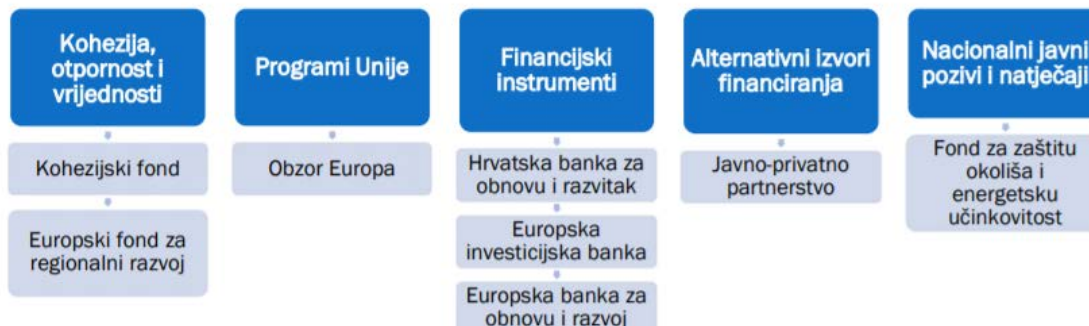 Kohezija,
otpornost i
vrijednosti
Kohezijski fond
Europski fond za
regionalni razvoj
Programi Unije
Obzor Europa
Financijski
instrumenti
Hrvatska banka za
obnovu i razvitak
Europska
investicijska banka
Europska banka za
obnovu i razvoj
Alternativni izvori
financiranja
Javno-privatno
partnerstvo
Nacionalni javni
pozivi i natječaji
Fond za zaštitu
okoliša i
energetsku
učinkovitost